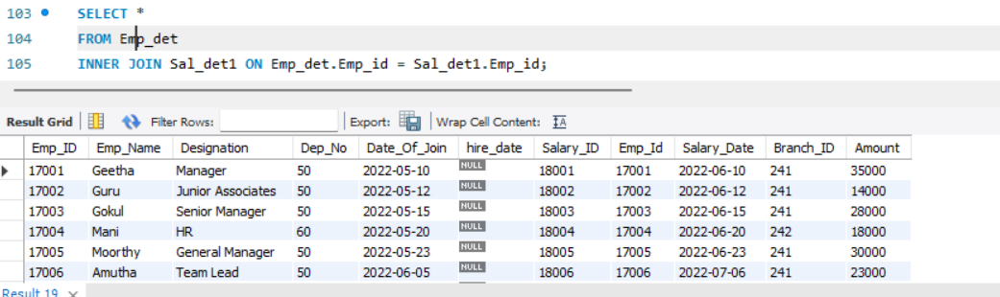 103 SELECT *
104 FROM Emp_det
105 INNER JOIN Sal_det1 ON Emp_det.Emp_id = Sal_det1.Emp_id;
Result Grid Filter Rows: Export: Wrap Cell Content: IA
Emp_ID Emp_Name Designation Dep_No Date_Of_Join hire_date Salary_ID Emp_Id Salary_Date Branch_ID Amount
17001 Geetha Manager 50 2022-05-10 NULL 18001 17001 2022-06-10 241 35000
17002 Guru Junior Associates 50 2022-05-12 NULL 18002 17002 2022-06-12 241 14000
17003 Gokul Senior Manager 50 2022-05-15 NULL 18003 17003 2022-06-15 241 28000
17004 Mani HR 60 2022-05-20 NULL 18004 17004 2022-06-20 242 18000
17005 Moorthy General Manager 50 2022-05-23 NULL 18005 17005 2022-06-23 241 30000
17006 Amutha Team Lead 50 2022-06-05 NULL 18006 17006 2022-07-06 241 23000
Result 19